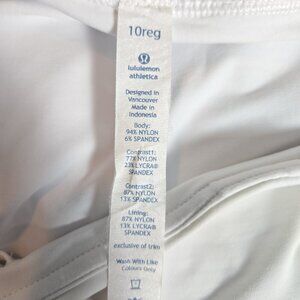 10reg
lululemon
athletica
Designed in
Vancouver
Made in
Indonesia
Body:
94% NYLON
6% SPANDEX
Contrast1:
77% NYLON
23% LYCRA®
SPANDEX
Contrast2:
87% NYLON
13% SPANDEX
Lining:
87% NYLON
13% LYCRA®
SPANDEX
exclusive of trim
Wash With Like
Colours Only